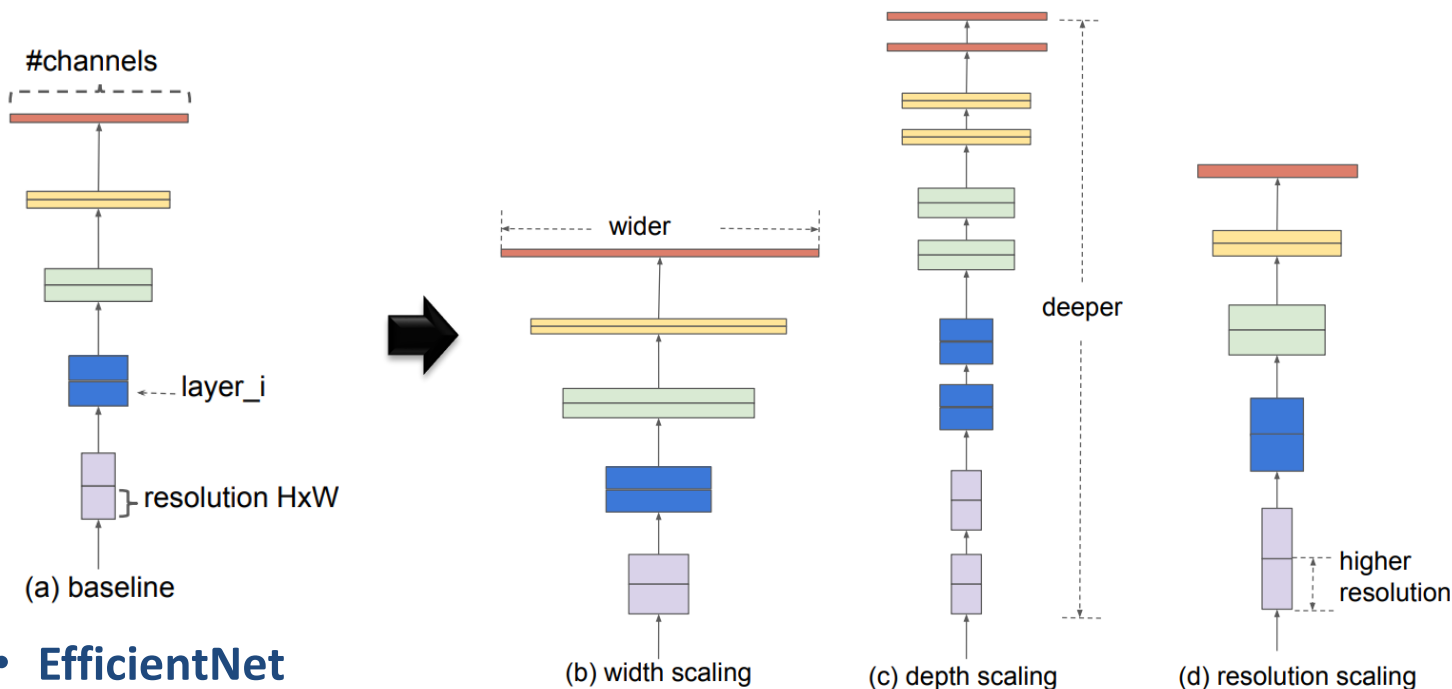 #channels
layer_i
resolution HxW
(a) baseline
wider
(b) width scaling
deeper
(c) depth scaling
higher
resolution
(d) resolution scaling
• EfficientNet